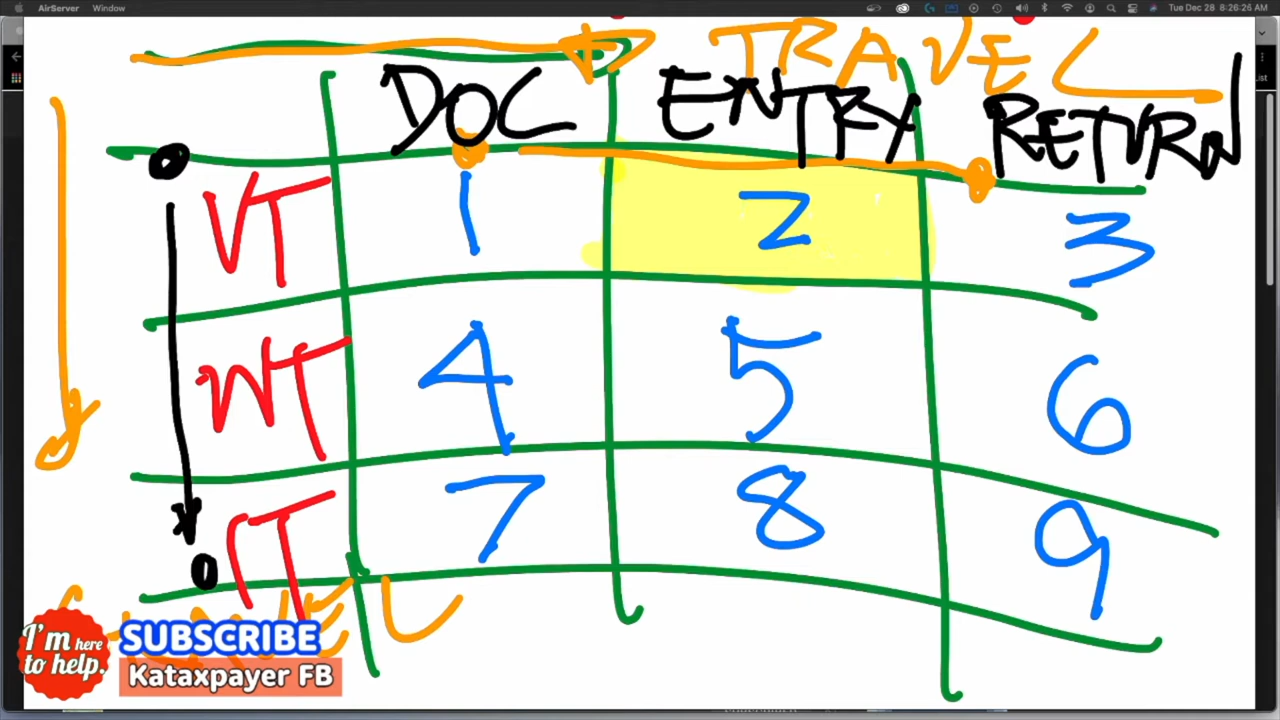 AirServer Window Tue Dec 28 8:26:26 AM
TRAVEL
DOC ENTRY RETURN
VT 1 2 3
WT 4 5 6
IT 7 8 9
I'm here
to help.
SUBSCRIBE
Kataxpayer FB